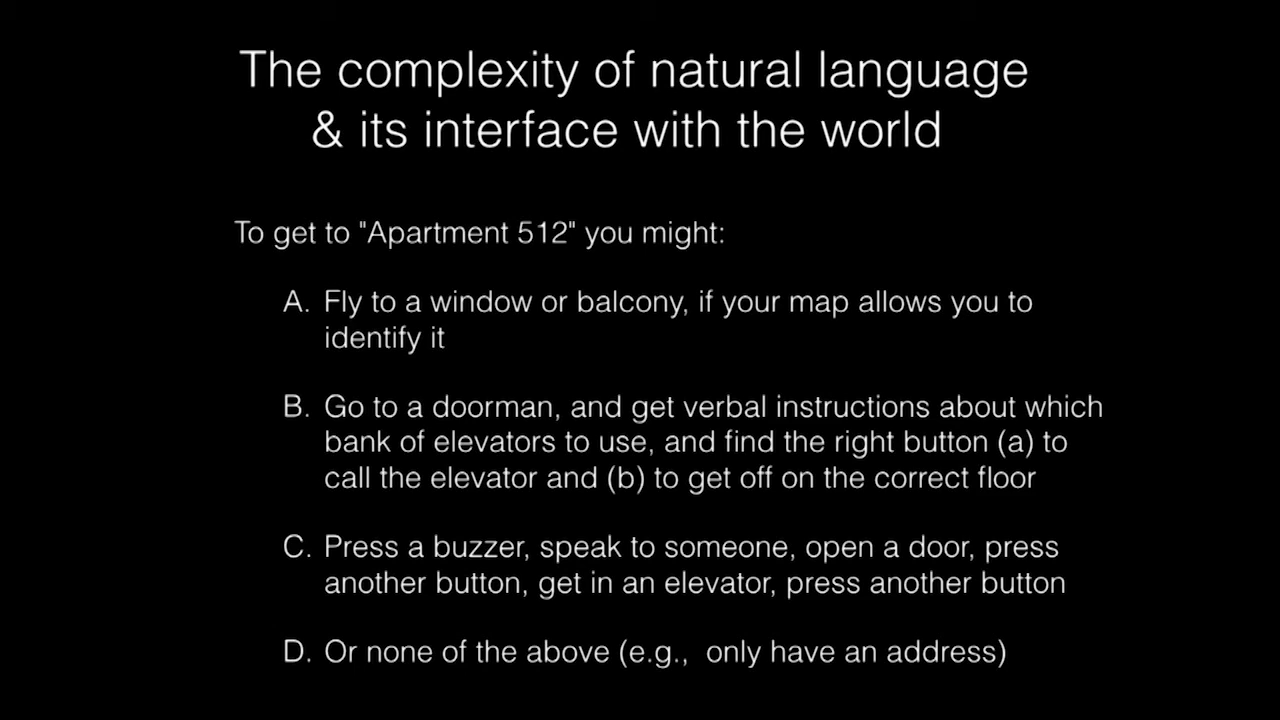 The complexity of natural language
& its interface with the world
To get to "Apartment 512" you might:
A. Fly to a window or balcony, if your map allows you to
identify it
B. Go to a doorman, and get verbal instructions about which
bank of elevators to use, and find the right button (a) to
call the elevator and (b) to get off on the correct floor
C. Press a buzzer, speak to someone, open a door, press
another button, get in an elevator, press another button
D. Or none of the above (e.g.,  only have an address)